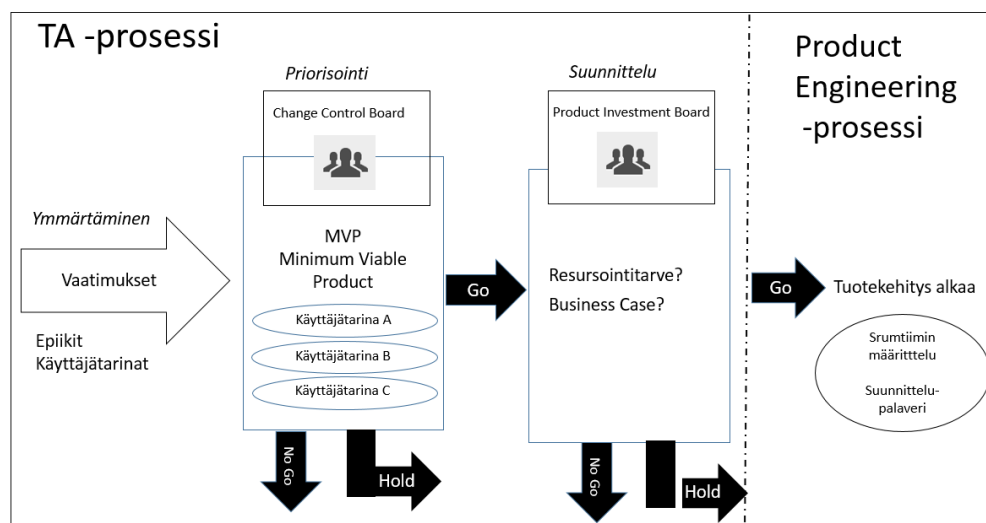 TA -prosessi
Priorisointi
Change Control Board
Suunnittelu
Product Investment Board
Product
Engineering
-prosessi
Ymmärtäminen
Vaatimukset
Epiikit
Käyttäjätarinat
MVP
Minimum Viable
Product
Käyttäjätarina A
Käyttäjätarina B
Käyttäjätarina C
Go
Resursointitarve?
Business Case?
Go
Tuotekehitys alkaa
Srumtiimin
määritttelu
Suunnittelu-
palaveri
No Go
Hold
No Go
Hold